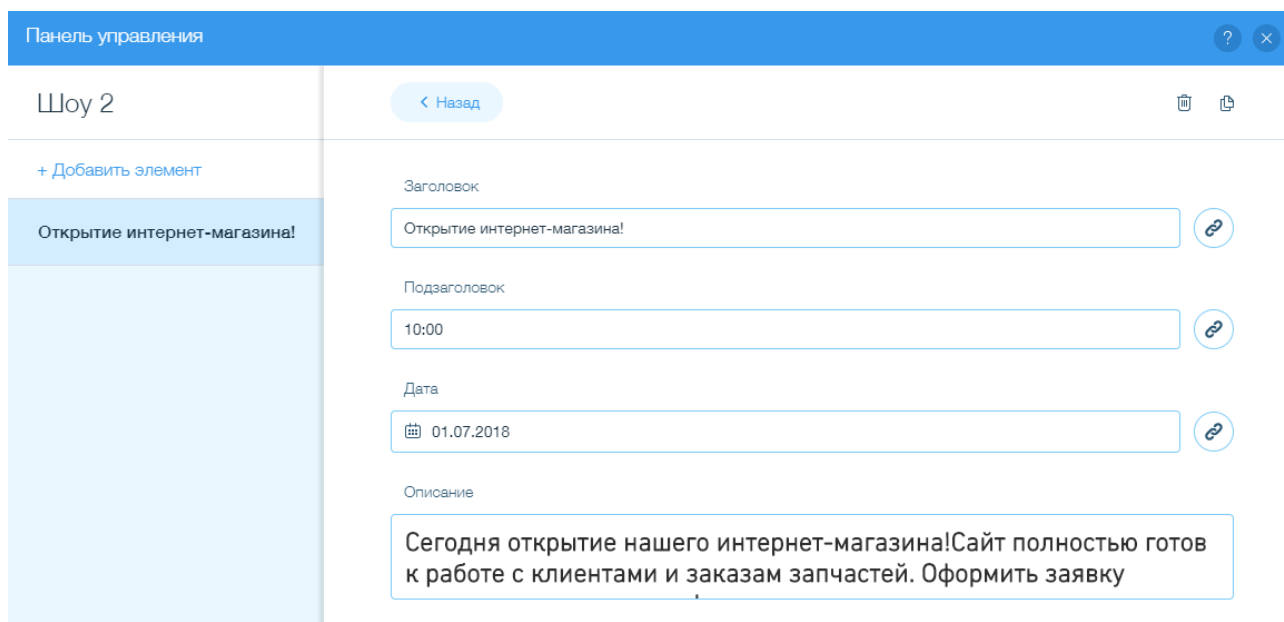 Панель управления
?
Шоу 2
Назад
+ Добавить элемент
Открытие интернет-магазина!
Заголовок
Открытие интернет-магазина!
Подзаголовок
10:00
Дата
01.07.2018
Описание
Сегодня открытие нашего интернет-магазина!Сайт полностью готов
к работе с клиентами и заказам запчастей. Оформить заявку